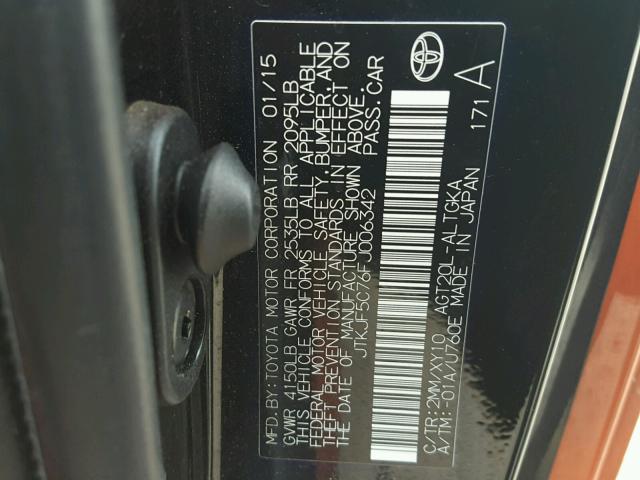 MFD. BY: TOYOTA MOTOR CORPORATION 01/15
GVWR 4150LB GAWR FR 2535LB RR 2095LB
THIS VEHICLE CONFORMS TO ALL APPLICABLE
FEDERAL MOTOR VEHICLE SAFETY, BUMPER, AND
THEFT PREVENTION STANDARDS IN EFFECT ON
THE DATE OF MANUFACTURE SHOWN ABOVE.
JTKJF5C76FJ006342 PASS. CAR
C/TR: 2MM/XY10 AGT20L-ALTGKA
A/TM: -01A/U760E MADE IN JAPAN 171 A